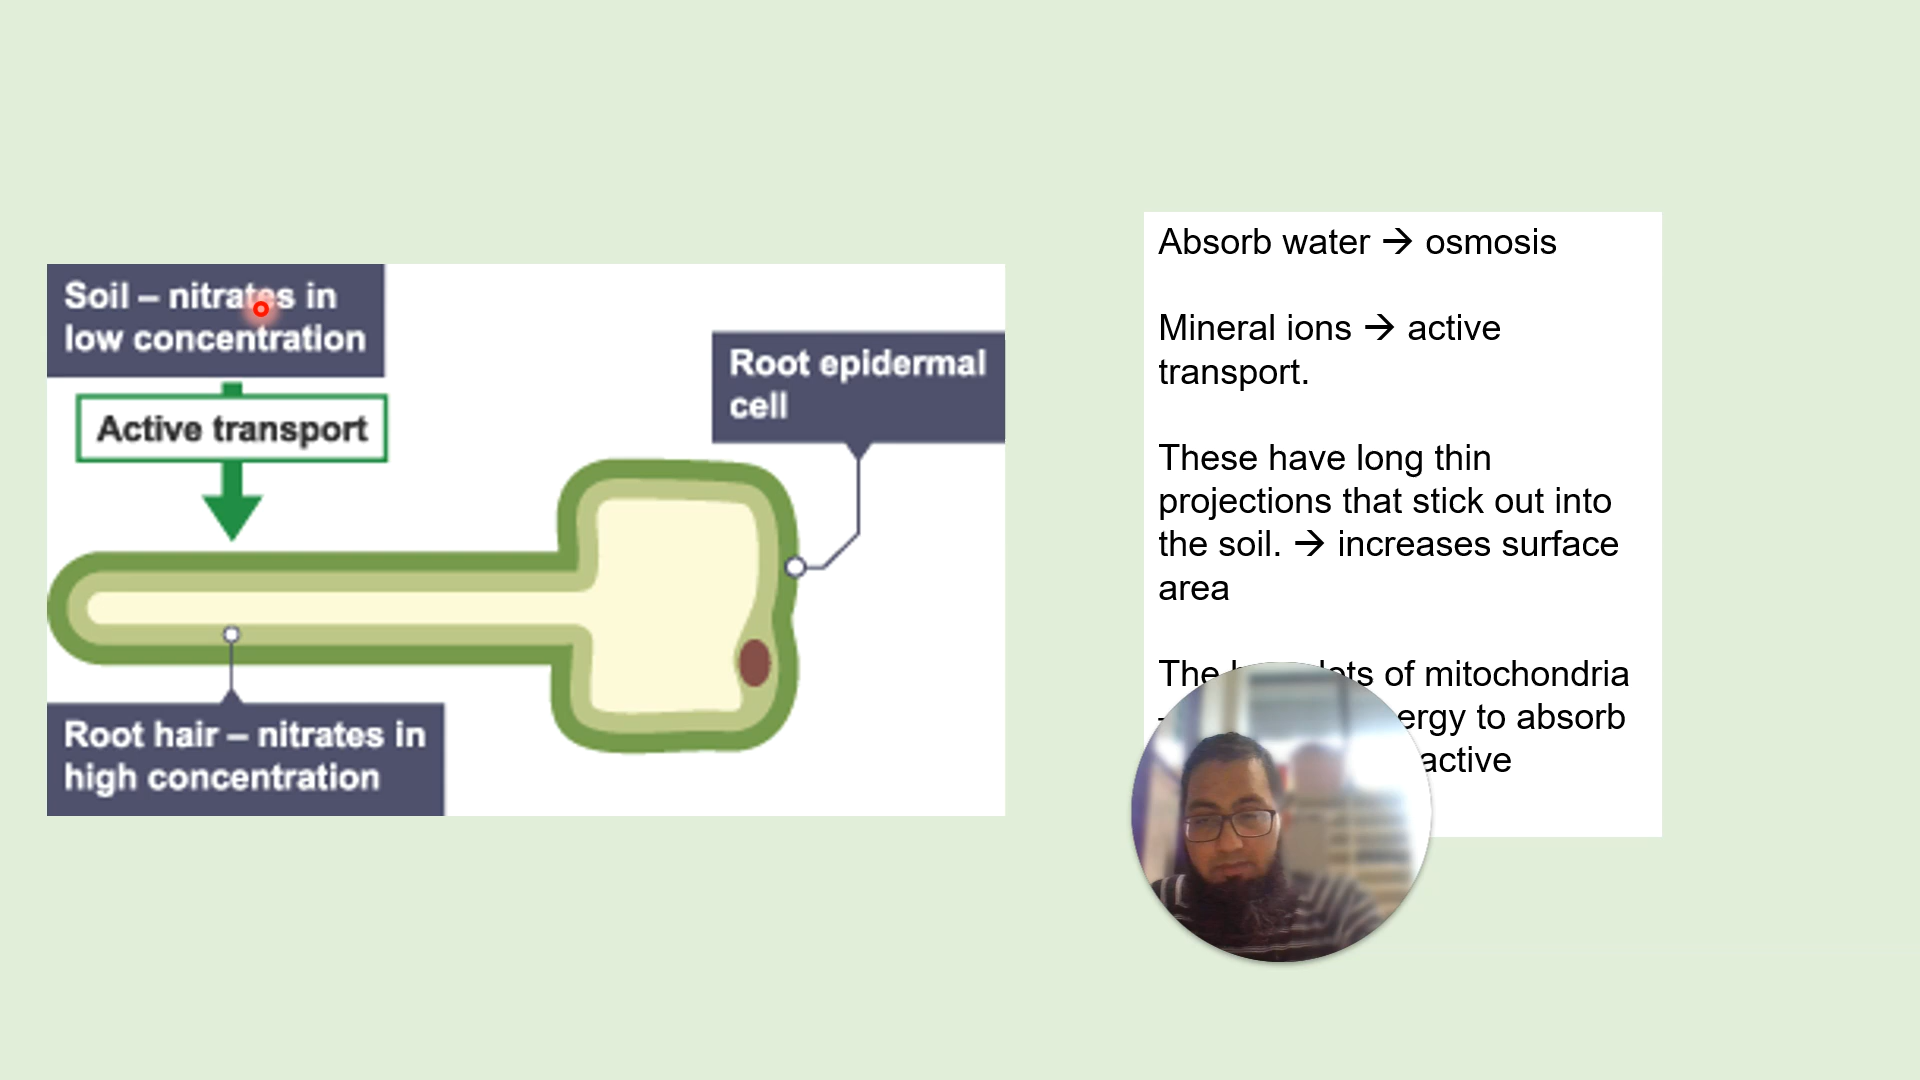 Soil – nitrates in
low concentration
Active transport
Root epidermal
cell
Root hair – nitrates in
high concentration
Absorb water → osmosis
Mineral ions → active
transport.
These have long thin
projections that stick out into
the soil. → increases surface
area
The lots of mitochondria
to absorb
active